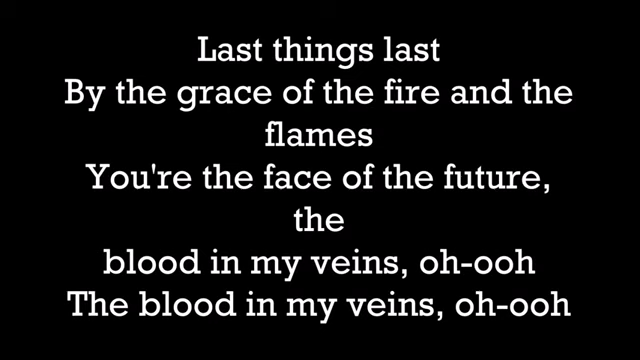 Last things last
By the grace of the fire and the
flames
You're the face of the future,
the
blood in my veins, oh-ooh
The blood in my veins, oh-ooh